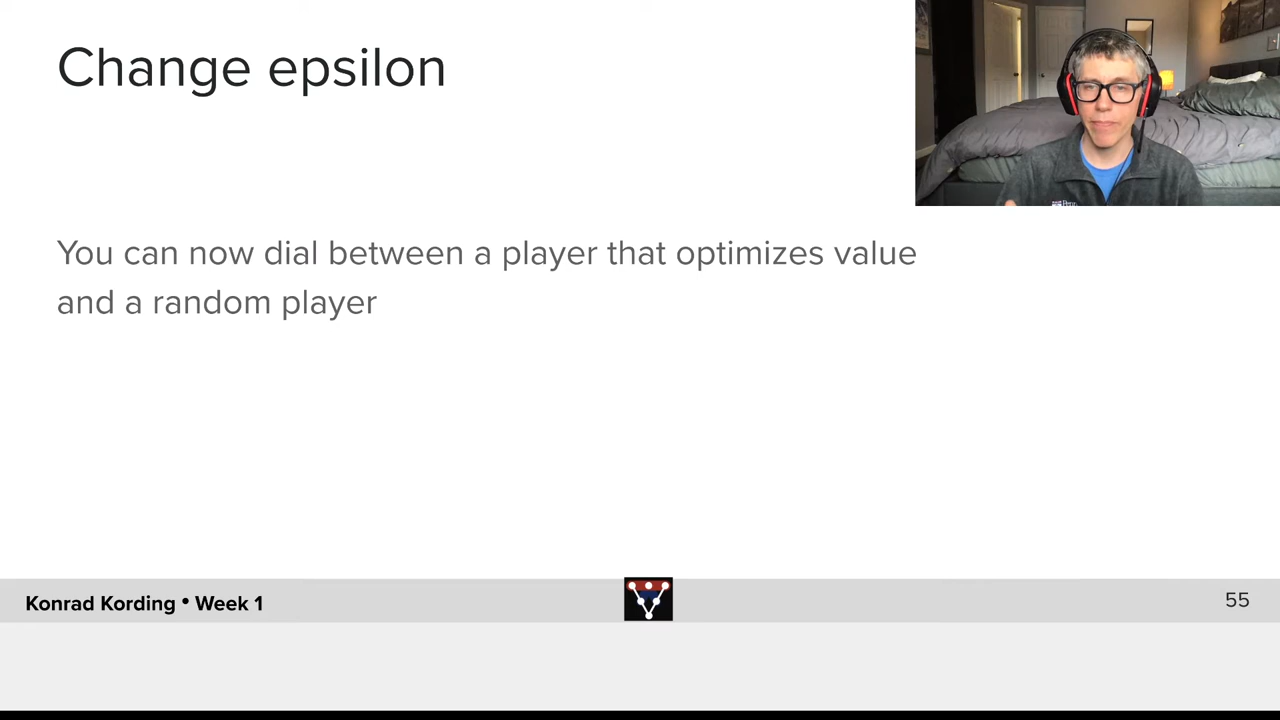 Change epsilon
You can now dial between a player that optimizes value
and a random player
Penn
Konrad Kording • Week 1
55